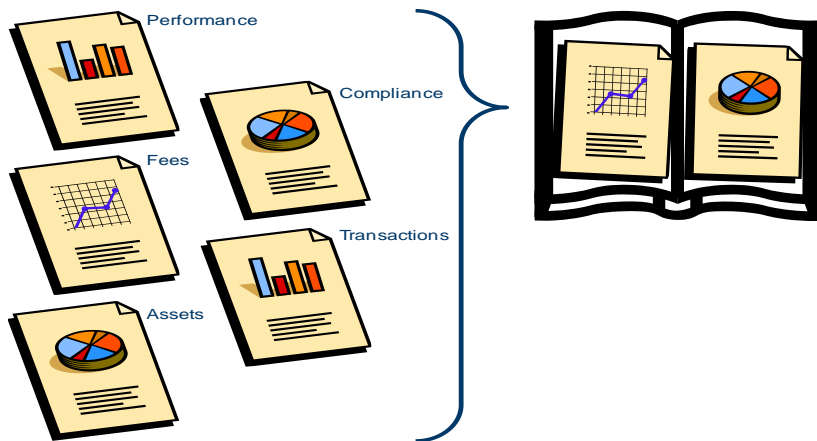 Performance
Compliance
Fees
Transactions
Assets